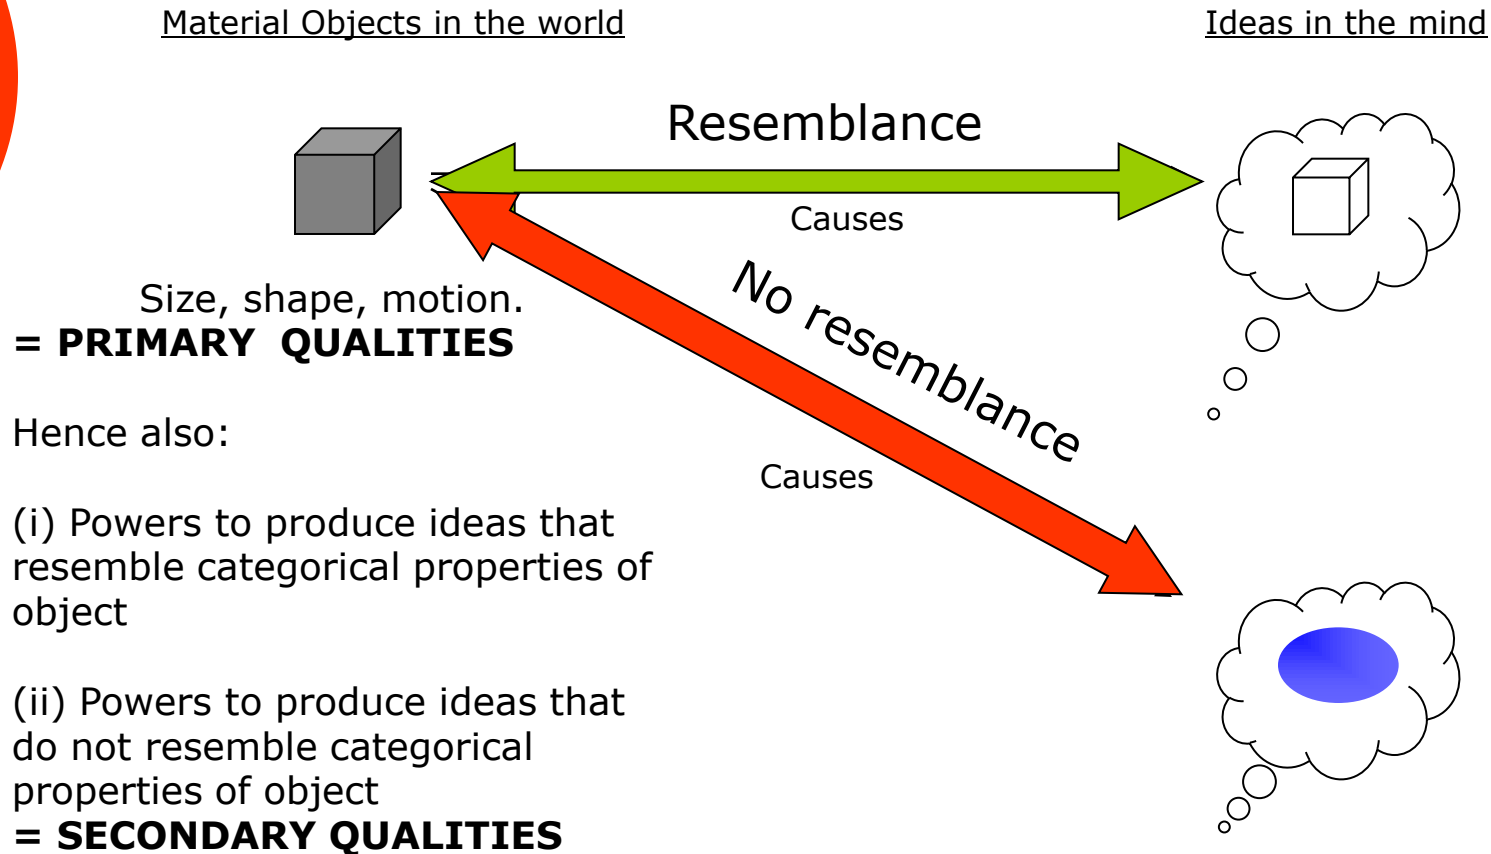 Material Objects in the world
Ideas in the mind
Resemblance
Causes
No resemblance
Causes
Size, shape, motion.
= PRIMARY QUALITIES
Hence also:
(i) Powers to produce ideas that
resemble categorical properties of
object
(ii) Powers to produce ideas that
do not resemble categorical
properties of object
= SECONDARY QUALITIES